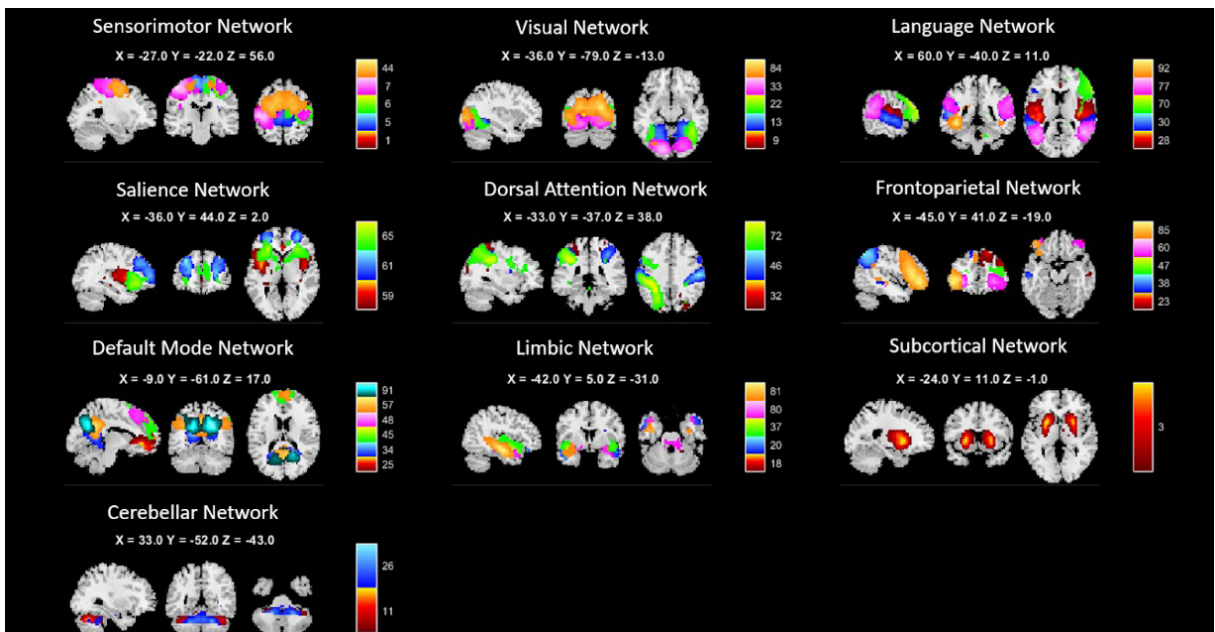 Sensorimotor Network
X = -27.0 Y = -22.0 Z = 56.0
44
7
6
5
1
Visual Network
X = -36.0 Y = -79.0 Z = -13.0
84
33
22
13
9
Language Network
X = 60.0 Y = -40.0 Z = 11.0
92
77
70
30
28
Salience Network
X = -36.0 Y = 44.0 Z = 2.0
65
61
59
Dorsal Attention Network
X = -33.0 Y = -37.0 Z = 38.0
72
46
32
Frontoparietal Network
X = -45.0 Y = 41.0 Z = -19.0
85
60
47
38
23
Default Mode Network
X = -9.0 Y = -61.0 Z = 17.0
91
57
48
45
34
25
Limbic Network
X = -42.0 Y = 5.0 Z = -31.0
81
80
37
20
18
Subcortical Network
X = -24.0 Y = 11.0 Z = -1.0
3
Cerebellar Network
X = 33.0 Y = -52.0 Z = -43.0
26
11